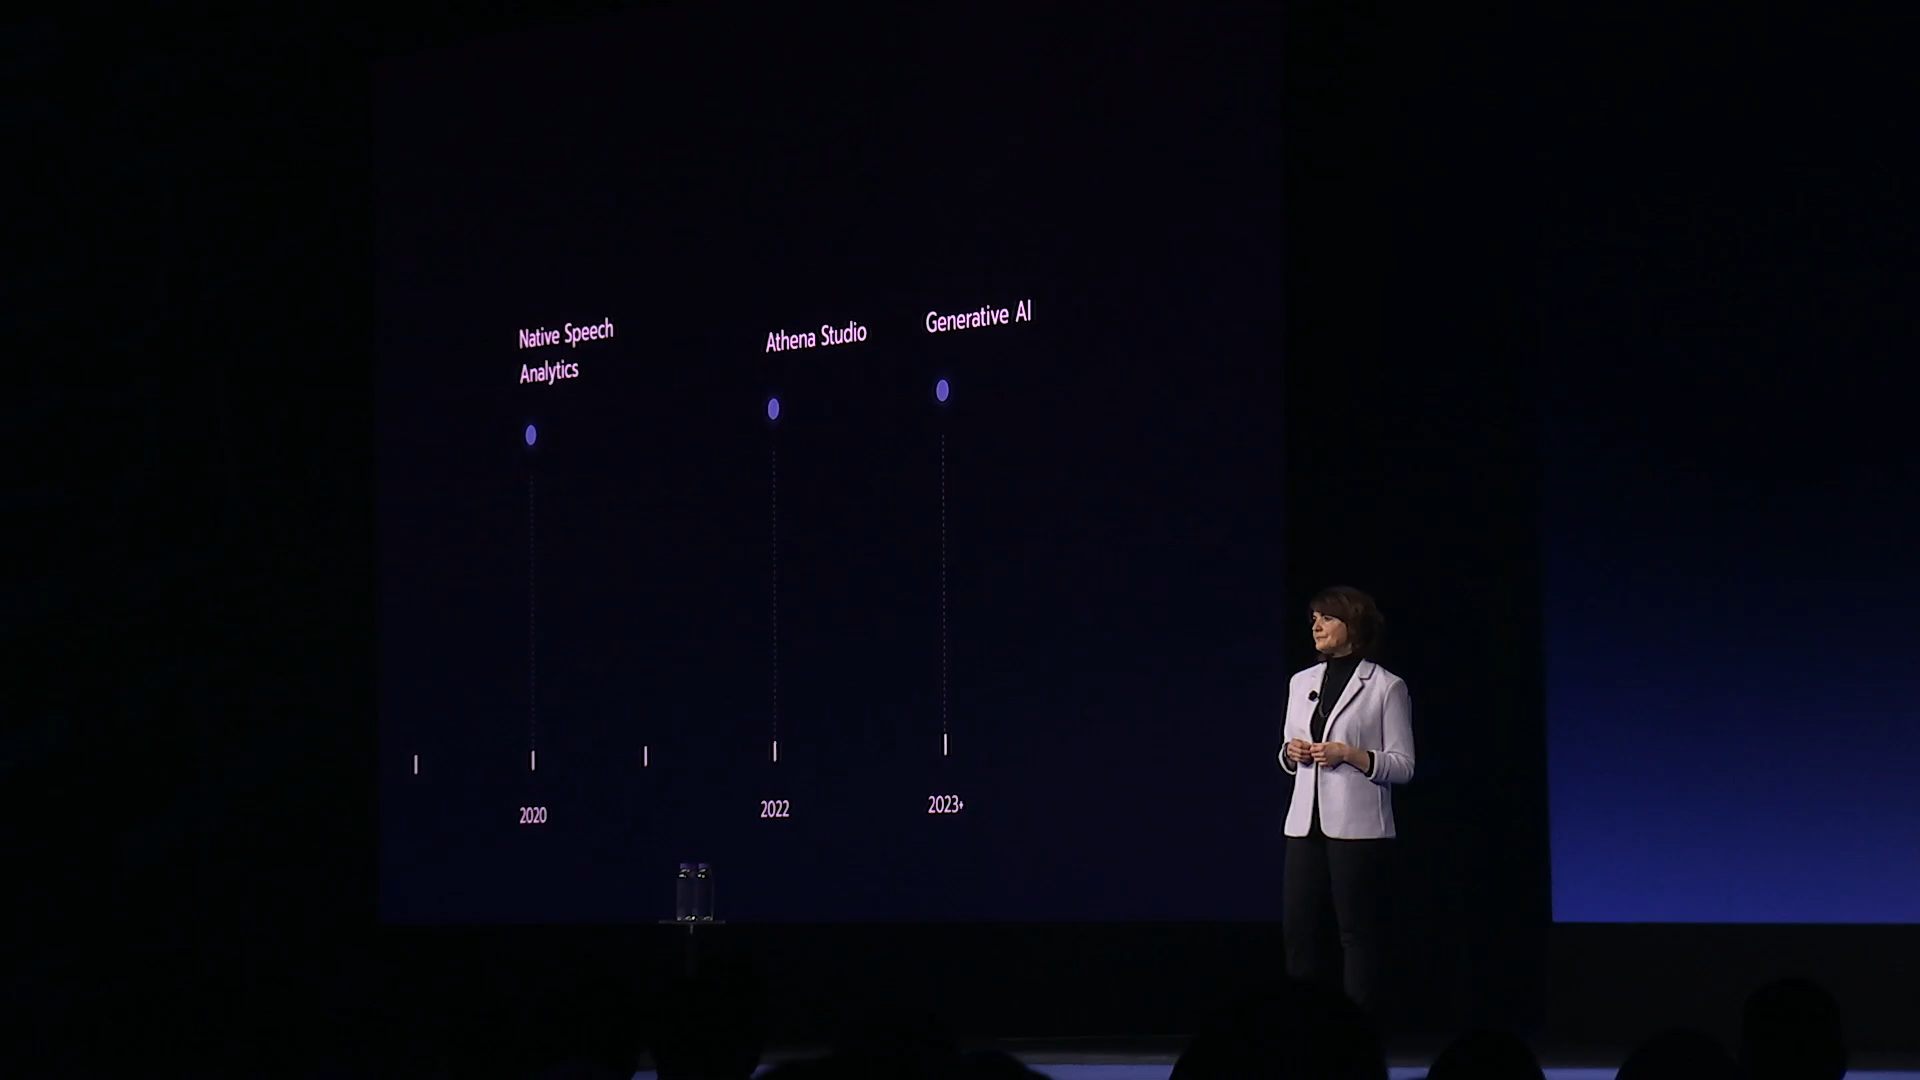 Native Speech
Analytics
Athena Studio
Generative AI
2020
2022
2023+